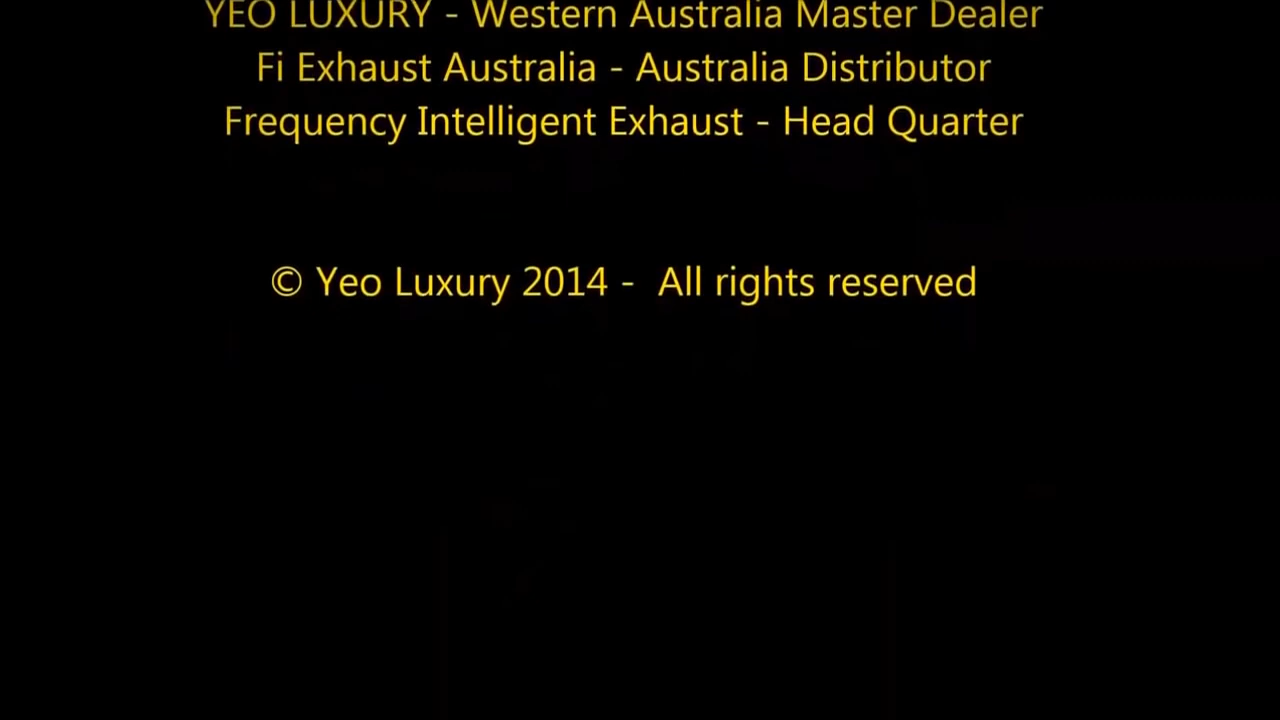 YEO LUXURY - Western Australia Master Dealer
Fi Exhaust Australia - Australia Distributor
Frequency Intelligent Exhaust - Head Quarter
© Yeo Luxury 2014 - All rights reserved